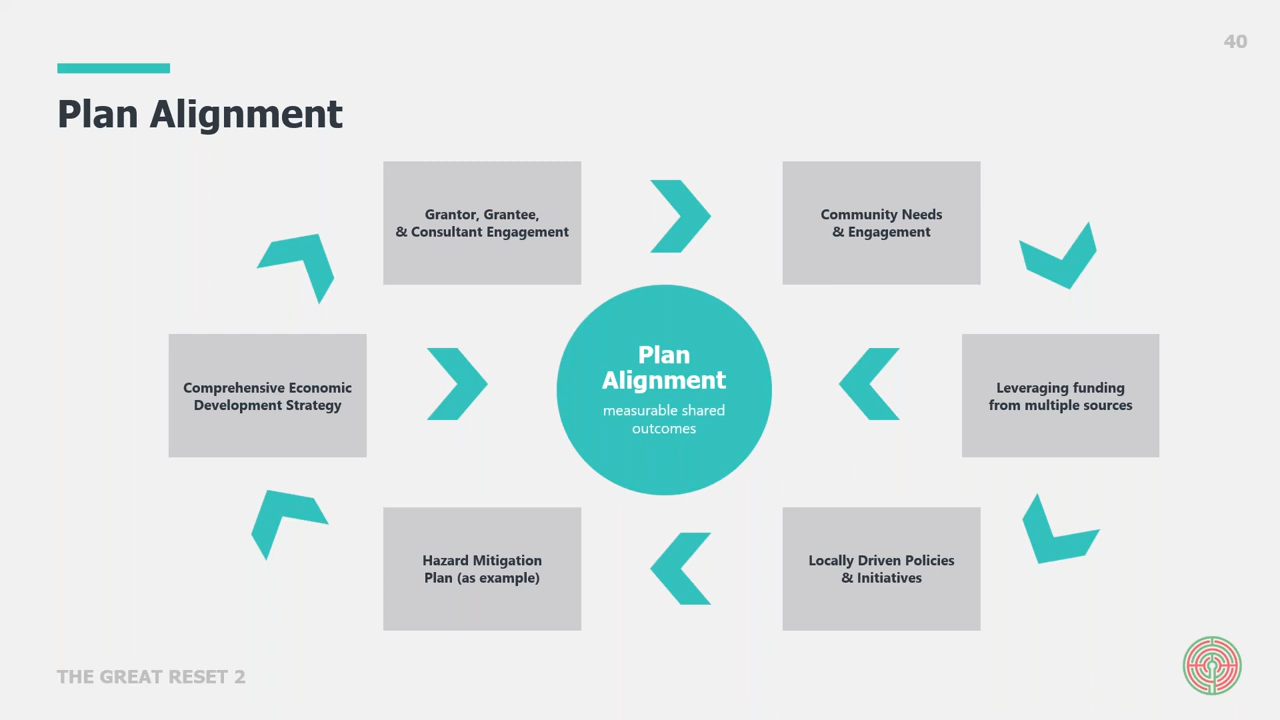 40
Plan Alignment
Grantor, Grantee,
& Consultant Engagement
Community Needs
& Engagement
Comprehensive Economic
Development Strategy
Plan
Alignment
measurable shared
outcomes
Leveraging funding
from multiple sources
Hazard Mitigation
Plan (as example)
Locally Driven Policies
& Initiatives
THE GREAT RESET 2